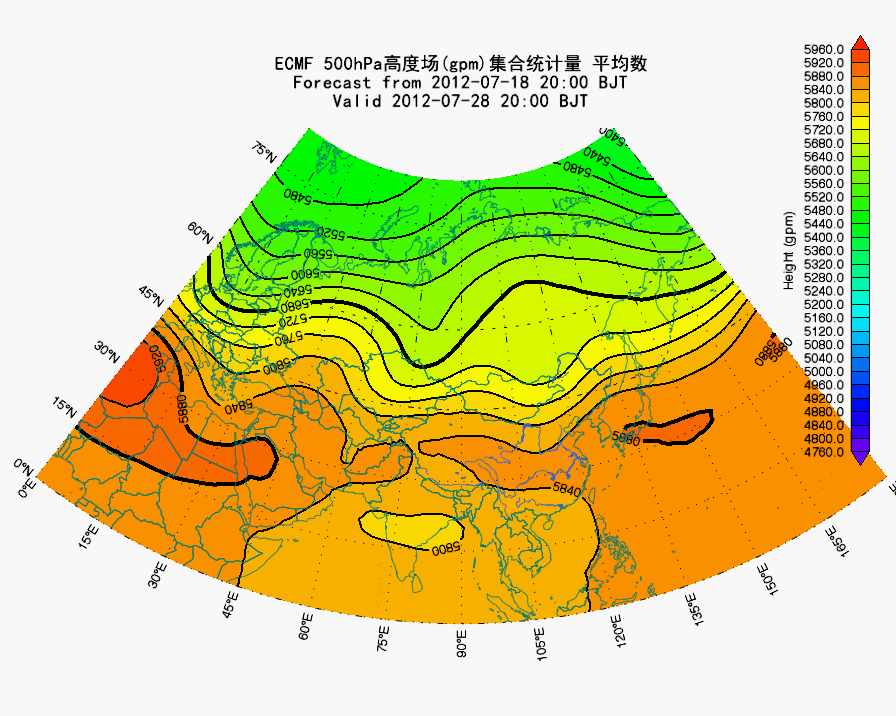 ECMF 500hPa高度场(gpm)集合统计量 平均数
Forecast from 2012-07-18 20:00 BJT
Valid 2012-07-28 20:00 BJT
5960.0
5920.0
5880.0
5840.0
5800.0
5760.0
5720.0
5680.0
5640.0
5600.0
5560.0
5520.0
5480.0
5440.0
5400.0
5360.0
5320.0
5280.0
5240.0
5200.0
5160.0
5120.0
5080.0
5040.0
5000.0
4960.0
4920.0
4880.0
4840.0
4800.0
4760.0
Height (gpm)
75°N
60°N
45°N
30°N
15°N
0°N
0°E
15°E
30°E
45°E
60°E
75°E
90°E
105°E
120°E
135°E
150°E
165°E
5400
5440
5480
5480
5520
5560
5600
5640
5680
5720
5760
5800
5840
5920
5880
5880
5880
5880
5840
5800